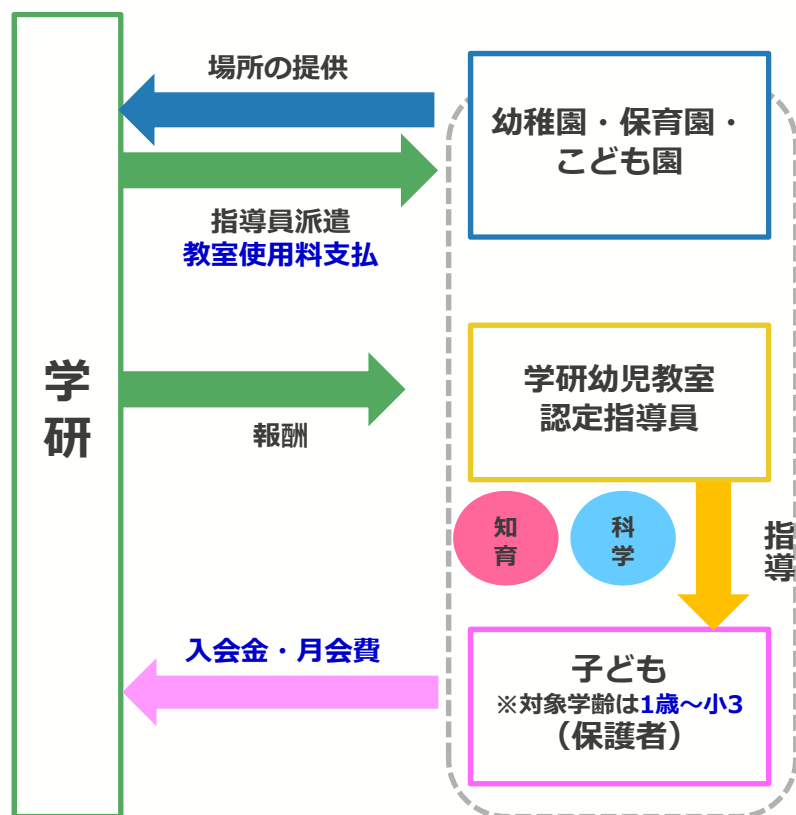 場所の提供
幼稚園・保育園・
こども園
指導員派遣
教室使用料支払
学
研
学研幼児教室
認定指導員
報酬
知
育
科
学
指
導
入会金・月会費
子ども
※対象学齢は1歳～小3
（保護者）